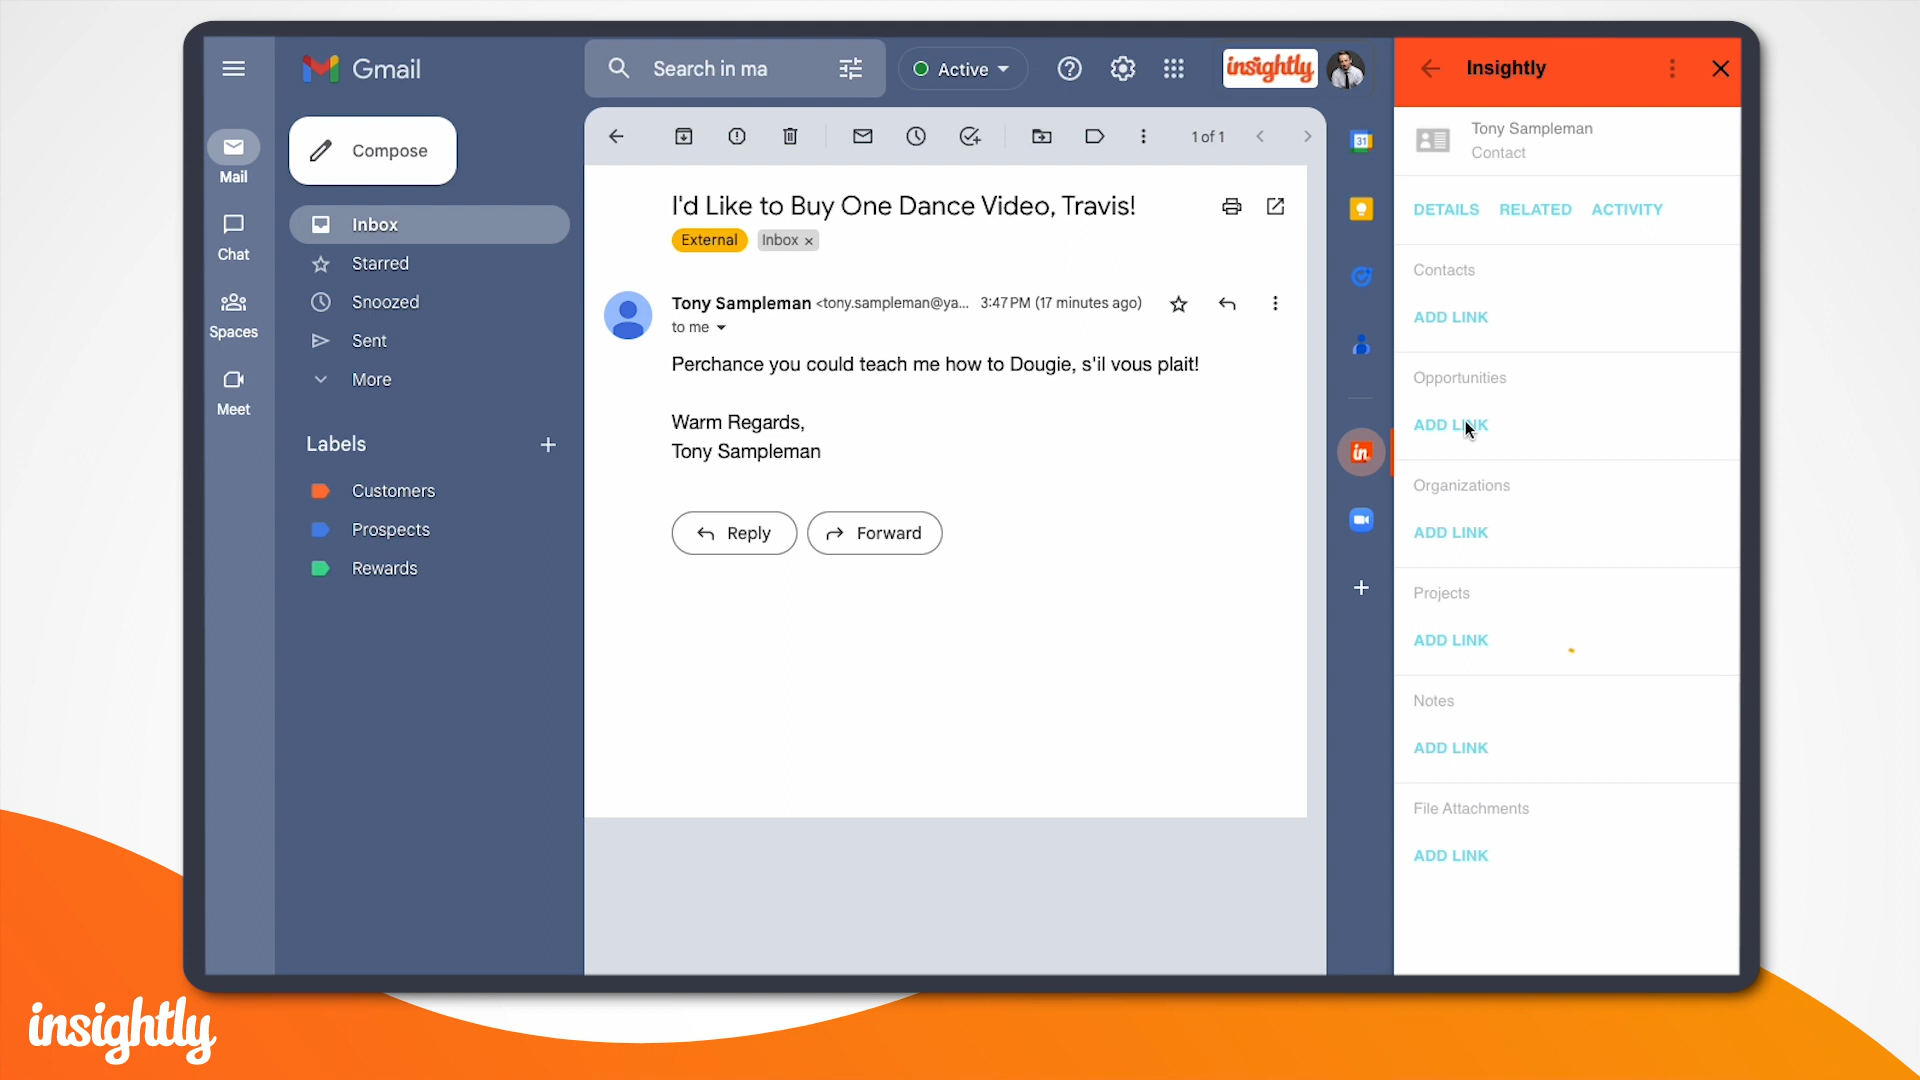 Gmail
Search in ma
Active
insightly
Insightly
Mail
Chat
Spaces
Meet
Compose
Inbox
Starred
Snoozed
Sent
More
Labels
Customers
Prospects
Rewards
1 of 1
I'd Like to Buy One Dance Video, Travis!
External
Inbox ×
Tony Sampleman <tony.sampleman@ya... 3:47 PM (17 minutes ago)
to me
Perchance you could teach me how to Dougie, s'il vous plait!
Warm Regards,
Tony Sampleman
Reply
Forward
31
in
Tony Sampleman
Contact
DETAILS RELATED ACTIVITY
Contacts
ADD LINK
Opportunities
ADD LINK
Organizations
ADD LINK
Projects
ADD LINK
Notes
ADD LINK
File Attachments
ADD LINK
insightly